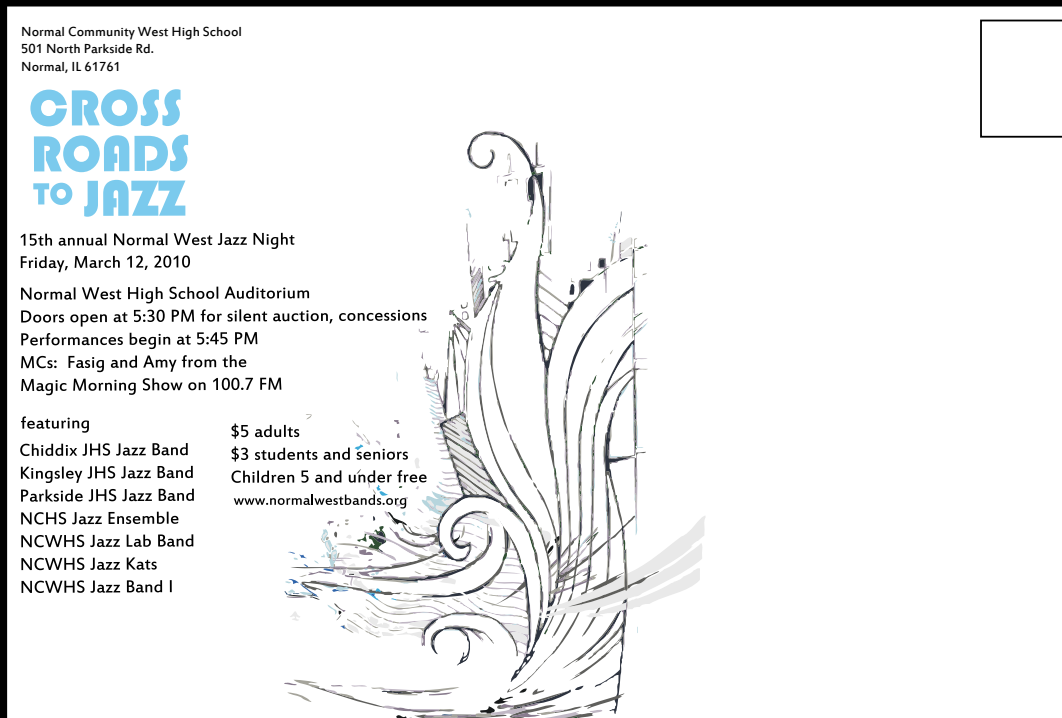 Normal Community West High School
501 North Parkside Rd.
Normal, IL 61761
CROSS
ROADS
TO JAZZ
15th annual Normal West Jazz Night
Friday, March 12, 2010
Normal West High School Auditorium
Doors open at 5:30 PM for silent auction, concessions
Performances begin at 5:45 PM
MCs:  Fasig and Amy from the
Magic Morning Show on 100.7 FM
featuring
Chiddix JHS Jazz Band
Kingsley JHS Jazz Band
Parkside JHS Jazz Band
NCHS Jazz Ensemble
NCWHS Jazz Lab Band
NCWHS Jazz Kats
NCWHS Jazz Band I
$5 adults
$3 students and seniors
Children 5 and under free
www.normalwestbands.org